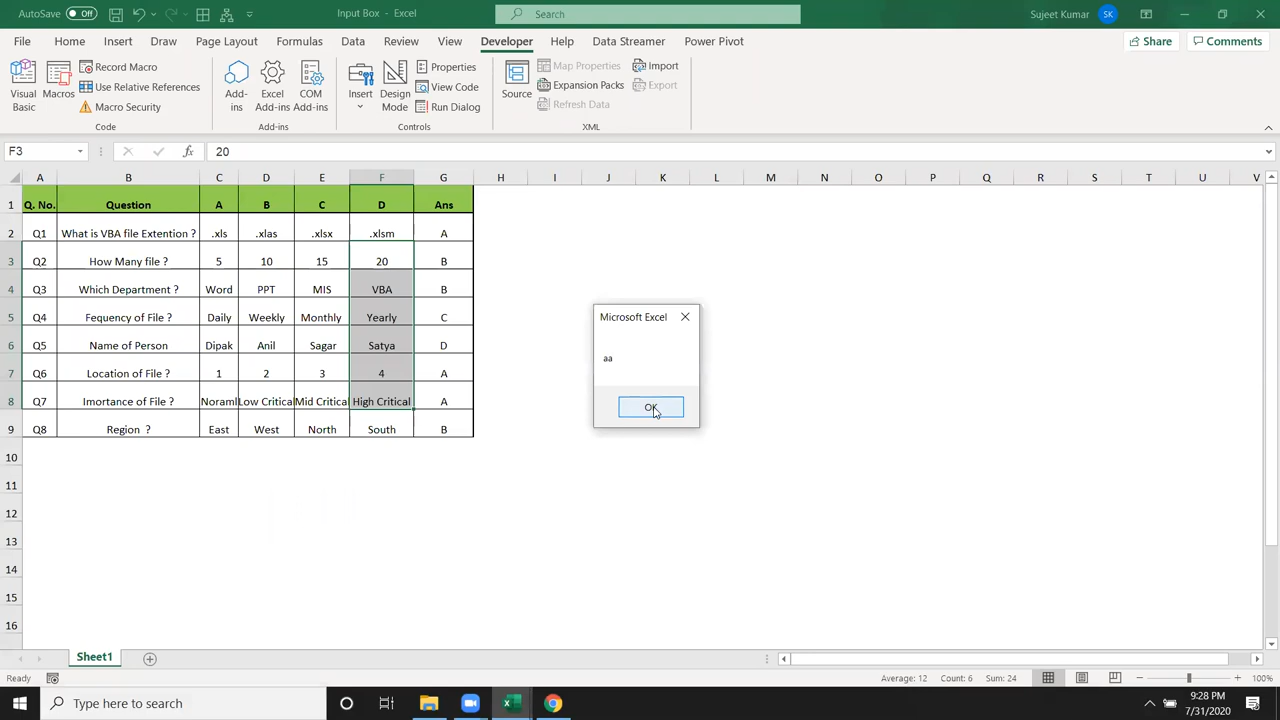 AutoSave Off Input Box - Excel Search Sujeet Kumar SK
File Home Insert Draw Page Layout Formulas Data Review View Developer Help Data Streamer Power Pivot Share Comments
Visual Basic Macros Record Macro Use Relative References Macro Security Code
Add-ins Excel Add-ins COM Add-ins Add-ins
Insert Design Mode Properties View Code Run Dialog Controls
Source Map Properties Expansion Packs Refresh Data Import Export XML
F3 fx 20
A B C D E F G H I J K L M N O P Q R S T U V
1 Q. No. Question A B C D Ans
2 Q1 What is VBA file Extention ? .xls .xlas .xlsx .xlsm A
3 Q2 How Many file ? 5 10 15 20 B
4 Q3 Which Department ? Word PPT MIS VBA B
5 Q4 Fequency of File ? Daily Weekly Monthly Yearly C
6 Q5 Name of Person Dipak Anil Sagar Satya D
7 Q6 Location of File ? 1 2 3 4 A
8 Q7 Imortance of File ? Noraml Low Critica Mid Critical High Critical A
9 Q8 Region ? East West North South B
10
11
12
13
14
15
16
Microsoft Excel
aa
OK
Sheet1
Ready Average: 12 Count: 6 Sum: 24 100%
Type here to search 9:28 PM
7/31/2020